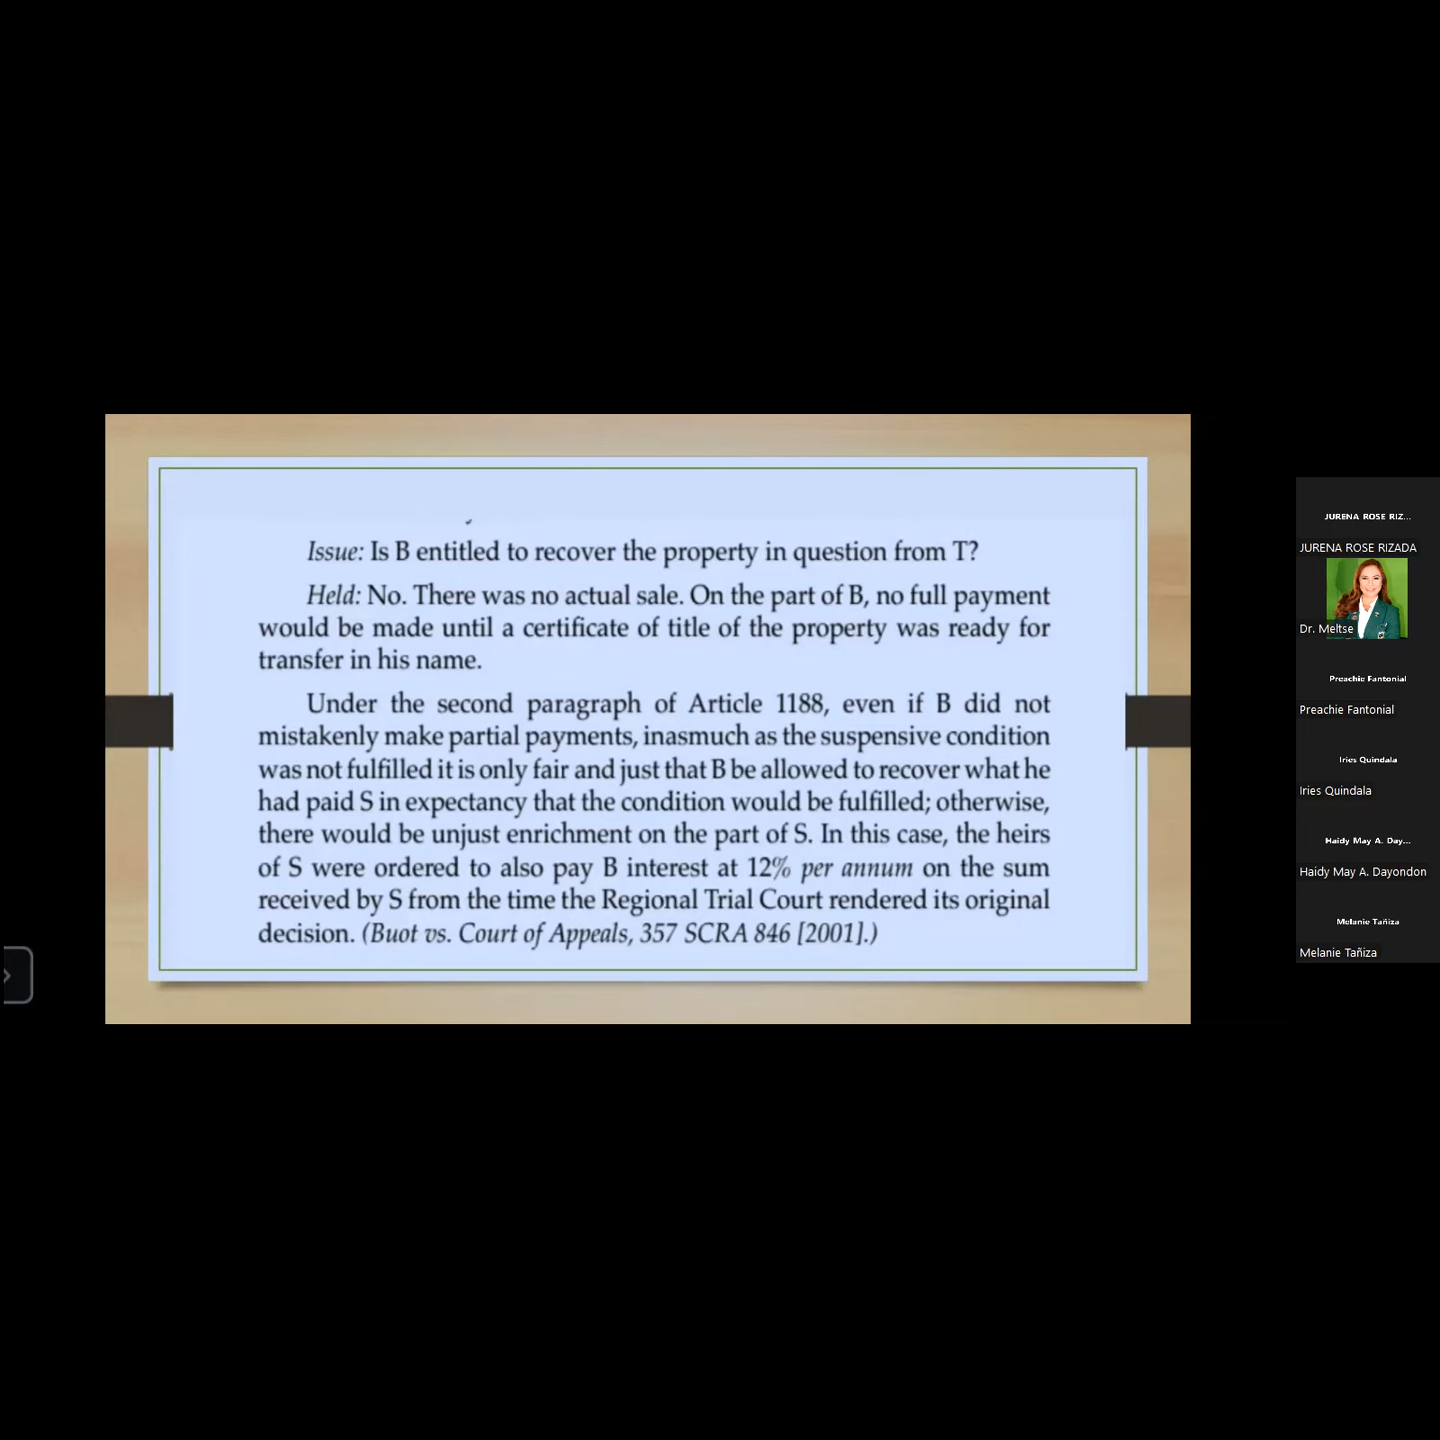 Issue: Is B entitled to recover the property in question from T?
Held: No. There was no actual sale. On the part of B, no full payment
would be made until a certificate of title of the property was ready for
transfer in his name.
Under the second paragraph of Article 1188, even if B did not
mistakenly make partial payments, inasmuch as the suspensive condition
was not fulfilled it is only fair and just that B be allowed to recover what he
had paid S in expectancy that the condition would be fulfilled; otherwise,
there would be unjust enrichment on the part of S. In this case, the heirs
of S were ordered to also pay B interest at 12% per annum on the sum
received by S from the time the Regional Trial Court rendered its original
decision. (Buot vs. Court of Appeals, 357 SCRA 846 [2001].)
JURENA ROSE RIZ...
JURENA ROSE RIZADA
Dr. Meltse
Preachie Fantonial
Preachie Fantonial
Iries Quindala
Iries Quindala
Haidy May A. Day...
Haidy May A. Dayondon
Melanie Tañiza
Melanie Tañiza